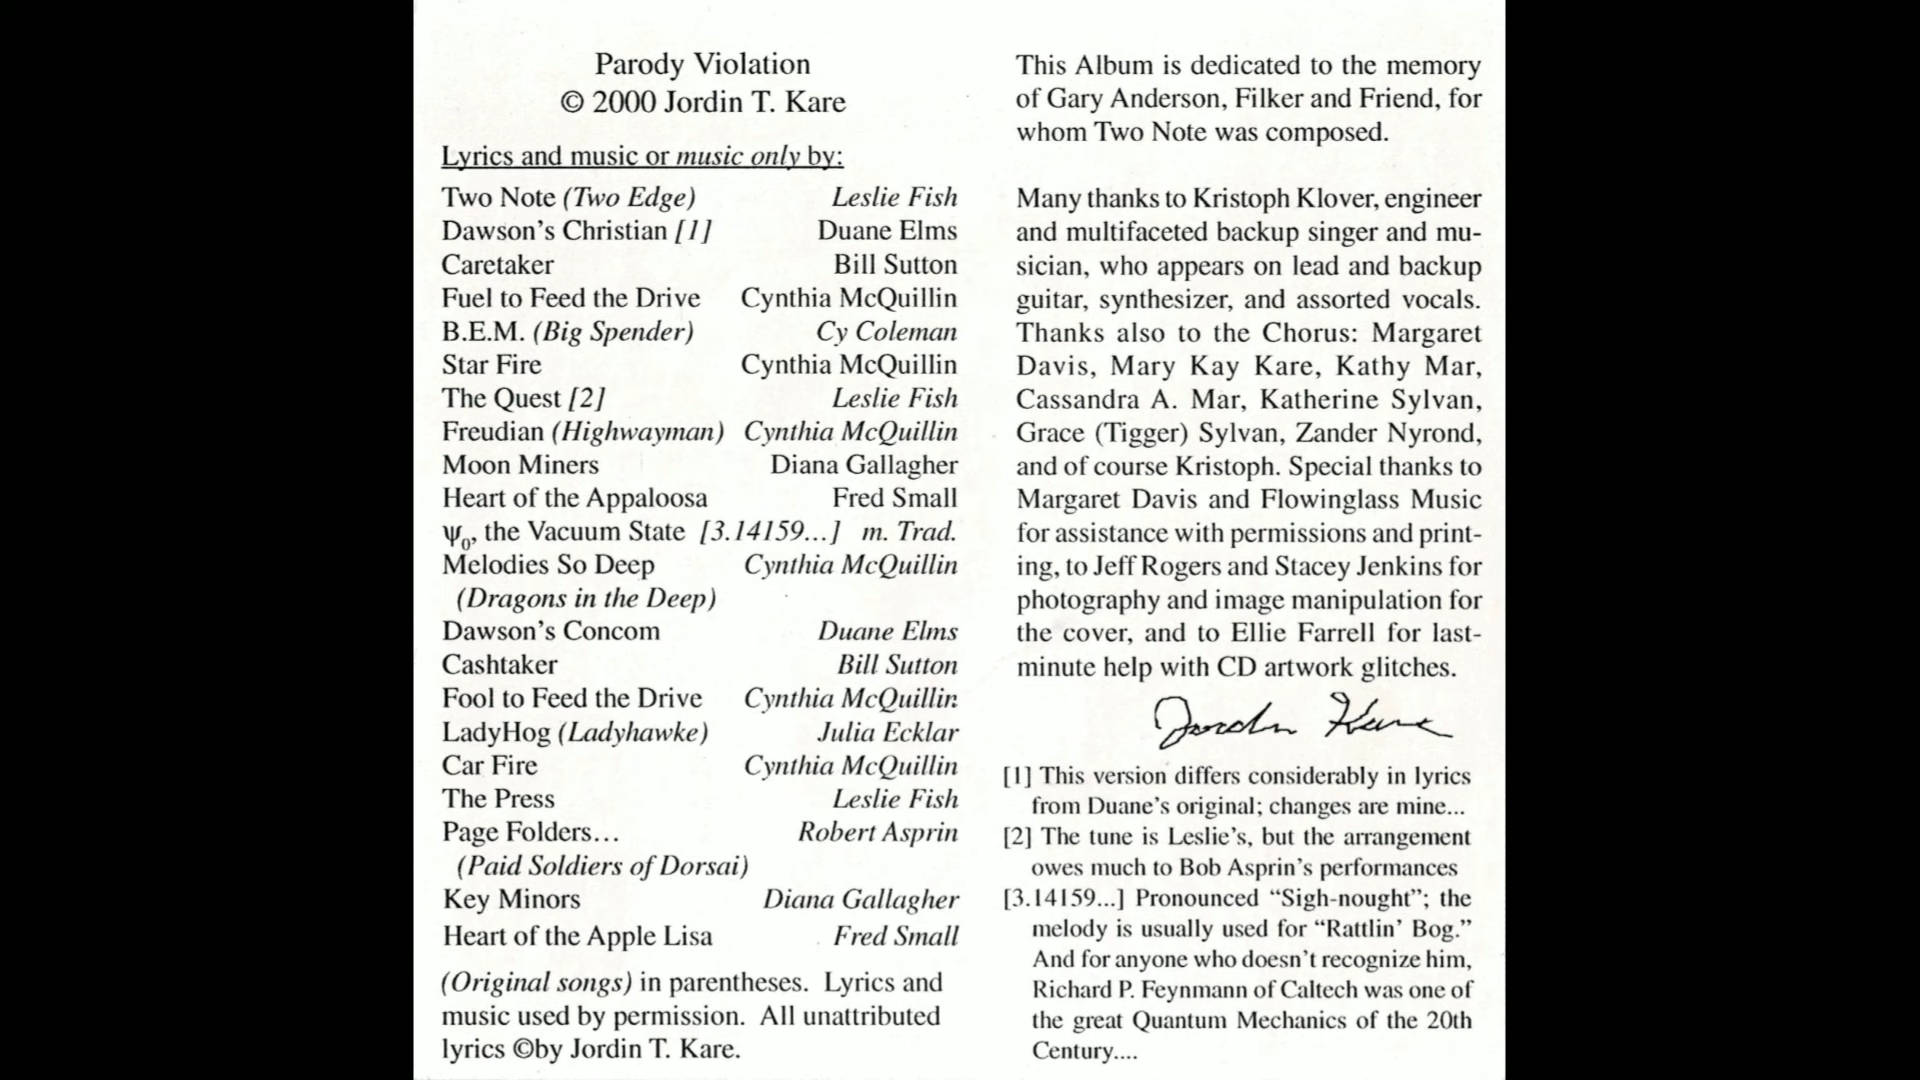 Parody Violation
© 2000 Jordin T. Kare
Lyrics and music or music only by:
Two Note (Two Edge) Leslie Fish
Dawson's Christian [1] Duane Elms
Caretaker Bill Sutton
Fuel to Feed the Drive Cynthia McQuillin
B.E.M. (Big Spender) Cy Coleman
Star Fire Cynthia McQuillin
The Quest [2] Leslie Fish
Freudian (Highwayman) Cynthia McQuillin
Moon Miners Diana Gallagher
Heart of the Appaloosa Fred Small
ψ0, the Vacuum State [3.14159...] m. Trad.
Melodies So Deep Cynthia McQuillin
(Dragons in the Deep)
Dawson's Concom Duane Elms
Cashtaker Bill Sutton
Fool to Feed the Drive Cynthia McQuillin
LadyHog (Ladyhawke) Julia Ecklar
Car Fire Cynthia McQuillin
The Press Leslie Fish
Page Folders... Robert Asprin
(Paid Soldiers of Dorsai)
Key Minors Diana Gallagher
Heart of the Apple Lisa Fred Small
(Original songs) in parentheses. Lyrics and
music used by permission. All unattributed
lyrics ©by Jordin T. Kare.
This Album is dedicated to the memory
of Gary Anderson, Filker and Friend, for
whom Two Note was composed.
Many thanks to Kristoph Klover, engineer
and multifaceted backup singer and mu-
sician, who appears on lead and backup
guitar, synthesizer, and assorted vocals.
Thanks also to the Chorus: Margaret
Davis, Mary Kay Kare, Kathy Mar,
Cassandra A. Mar, Katherine Sylvan,
Grace (Tigger) Sylvan, Zander Nyrond,
and of course Kristoph. Special thanks to
Margaret Davis and Flowinglass Music
for assistance with permissions and print-
ing, to Jeff Rogers and Stacey Jenkins for
photography and image manipulation for
the cover, and to Ellie Farrell for last-
minute help with CD artwork glitches.
Jordin Kare
[1] This version differs considerably in lyrics
from Duane's original; changes are mine...
[2] The tune is Leslie's, but the arrangement
owes much to Bob Asprin's performances
[3.14159...] Pronounced "Sigh-nought"; the
melody is usually used for "Rattlin' Bog."
And for anyone who doesn't recognize him,
Richard P. Feynmann of Caltech was one of
the great Quantum Mechanics of the 20th
Century....